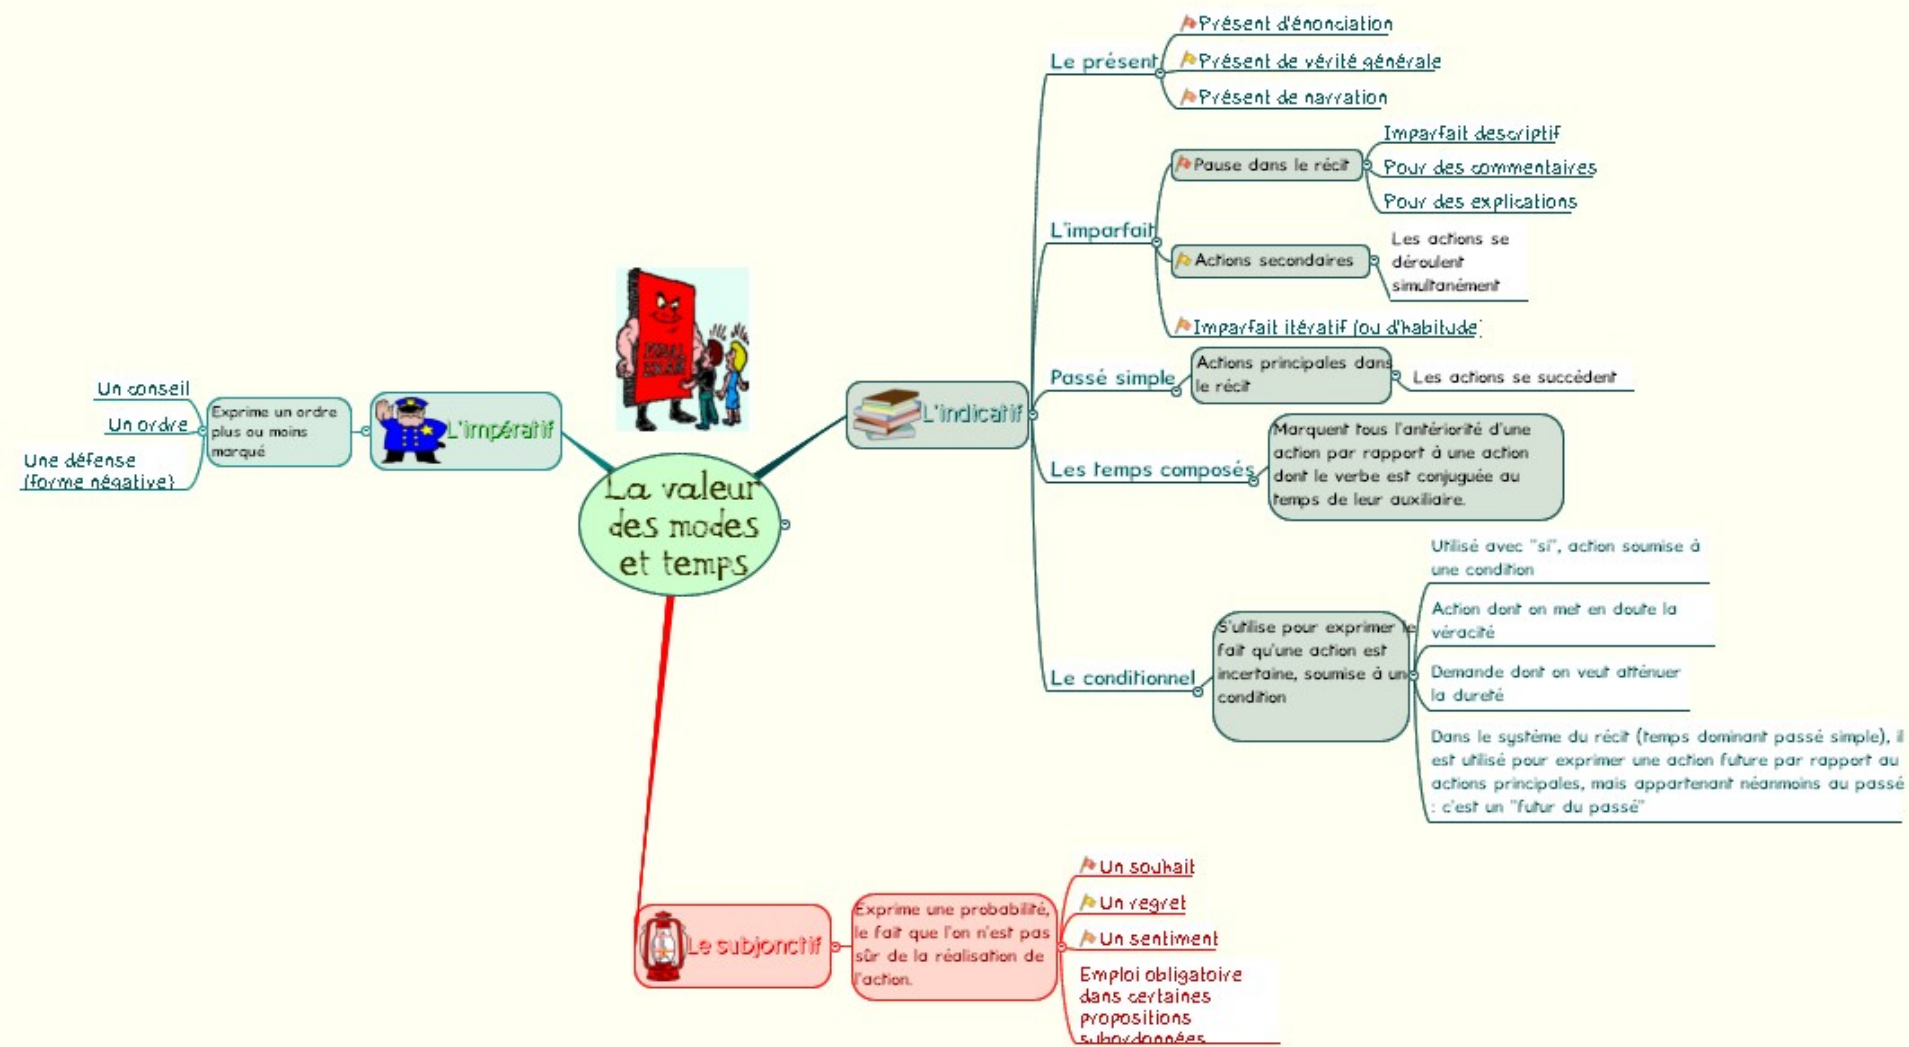 La valeur
des modes
et temps
L'indicatif
Le présent
Présent d'énonciation
Présent de vérité générale
Présent de narration
L'imparfait
Pause dans le récit
Imparfait descriptif
Pour des commentaires
Pour des explications
Actions secondaires
Les actions se
déroulent
simultanément
Imparfait itératif (ou d'habitude)
Passé simple
Actions principales dans
le récit
Les actions se succèdent
Les temps composés
Marquent tous l'antériorité d'une
action par rapport à une action
dont le verbe est conjuguée au
temps de leur auxiliaire.
Le conditionnel
S'utilise pour exprimer le
fait qu'une action est
incertaine, soumise à un
condition
Utilisé avec "si", action soumise à
une condition
Action dont on met en doute la
véracité
Demande dont on veut atténuer
la dureté
Dans le système du récit (temps dominant passé simple), il
est utilisé pour exprimer une action future par rapport au
actions principales, mais appartenant néanmoins au passé
: c'est un "futur du passé"
Le subjonctif
Exprime une probabilité,
le fait que l'on n'est pas
sûr de la réalisation de
l'action.
Un souhait
Un regret
Un sentiment
Emploi obligatoire
dans certaines
propositions
subordonnées
L'impératif
Exprime un ordre
plus ou moins
marqué
Un conseil
Un ordre
Une défense
(forme négative)